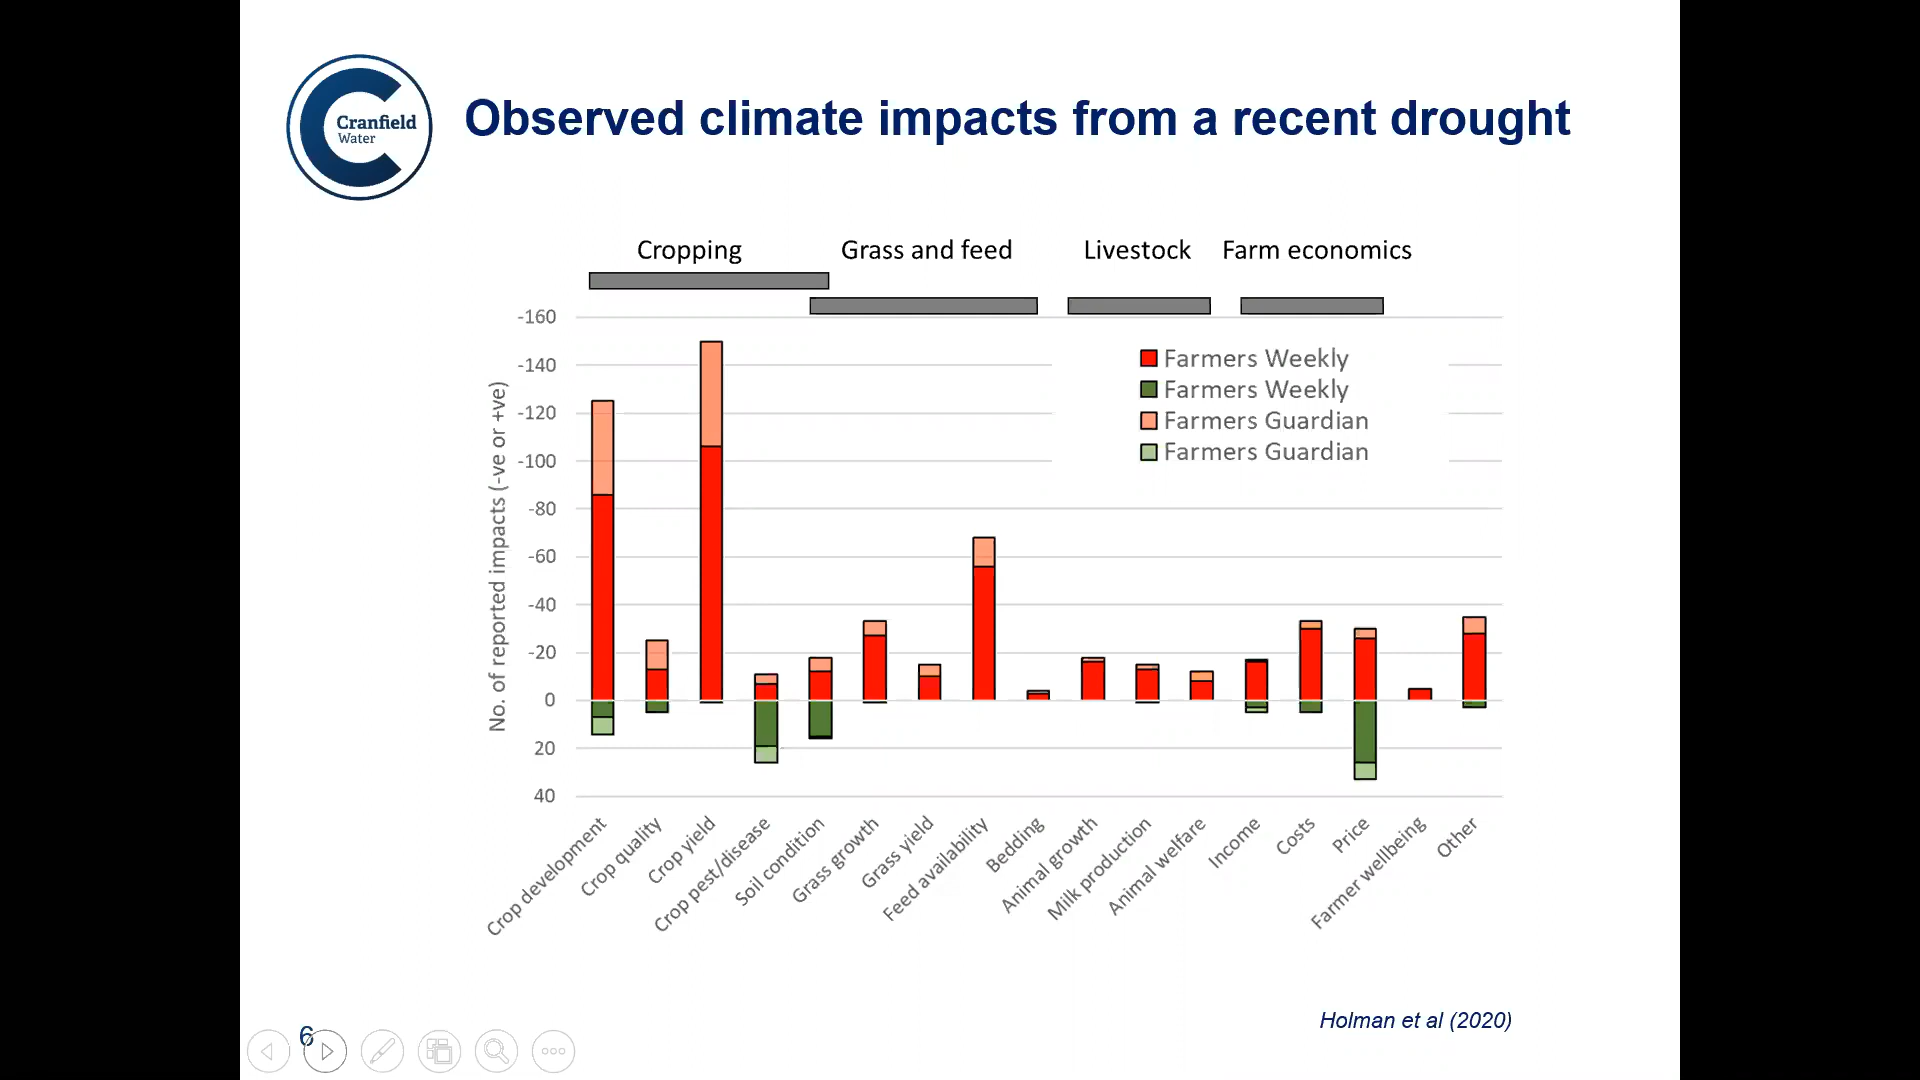 Cranfield
Water
Observed climate impacts from a recent drought
Cropping
Grass and feed
Livestock
Farm economics
No. of reported impacts (-ve or +ve)
-160
-140
-120
-100
-80
-60
-40
-20
0
20
40
Farmers Weekly
Farmers Weekly
Farmers Guardian
Farmers Guardian
Crop development
Crop quality
Crop yield
Crop pest/disease
Soil condition
Grass growth
Grass yield
Feed availability
Bedding
Animal growth
Milk production
Animal welfare
Income
Costs
Price
Farmer wellbeing
Other
Holman et al (2020)
6